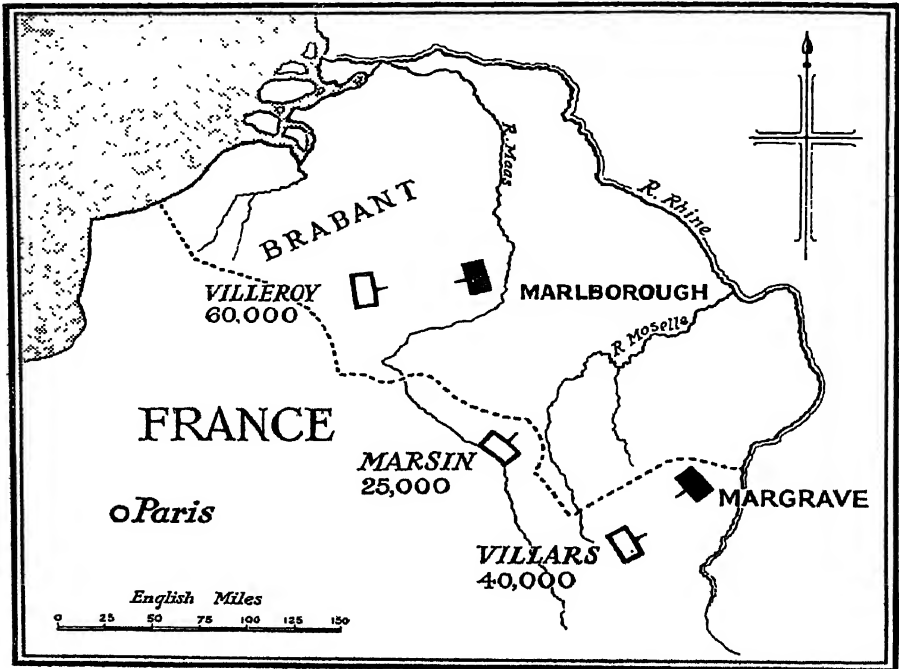 R. Maas
R. Rhine
BRABANT
VILLEROY
60,000
MARLBOROUGH
R Moselle
FRANCE
MARSIN
25,000
MARGRAVE
Paris
VILLARS
40,000
English Miles
0 25 50 75 100 125 150